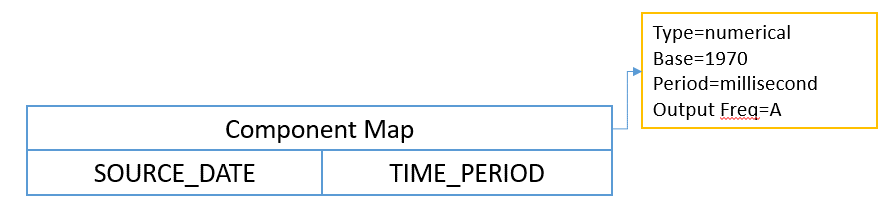 Type=numerical
Base=1970
Period=millisecond
Output Freq=A
Component Map
SOURCE_DATE
TIME_PERIOD